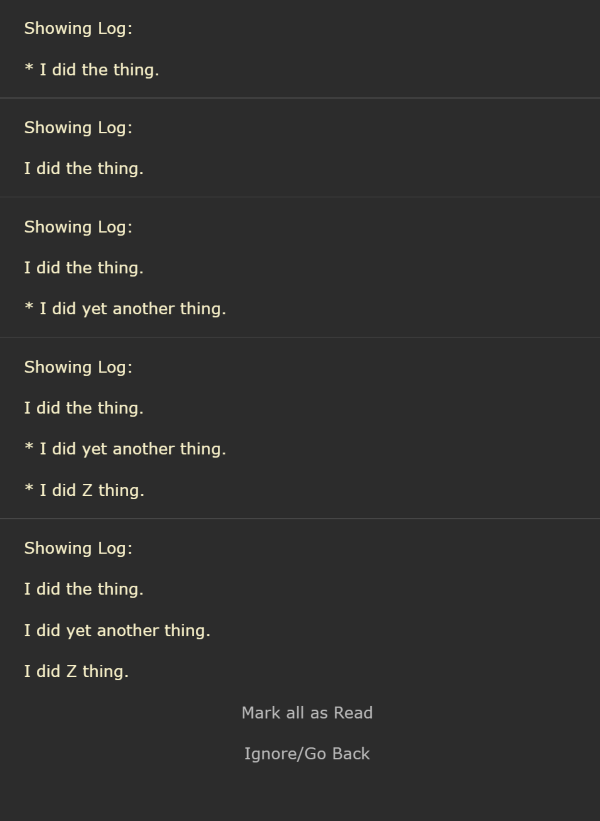 Showing Log:
* I did the thing.
Showing Log:
I did the thing.
Showing Log:
I did the thing.
* I did yet another thing.
Showing Log:
I did the thing.
* I did yet another thing.
* I did Z thing.
Showing Log:
I did the thing.
I did yet another thing.
I did Z thing.
Mark all as Read
Ignore/Go Back